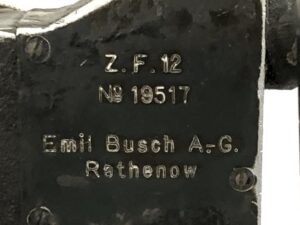 Z. F. 12
№ 19517
Emil Busch A.-G.
Rathenow